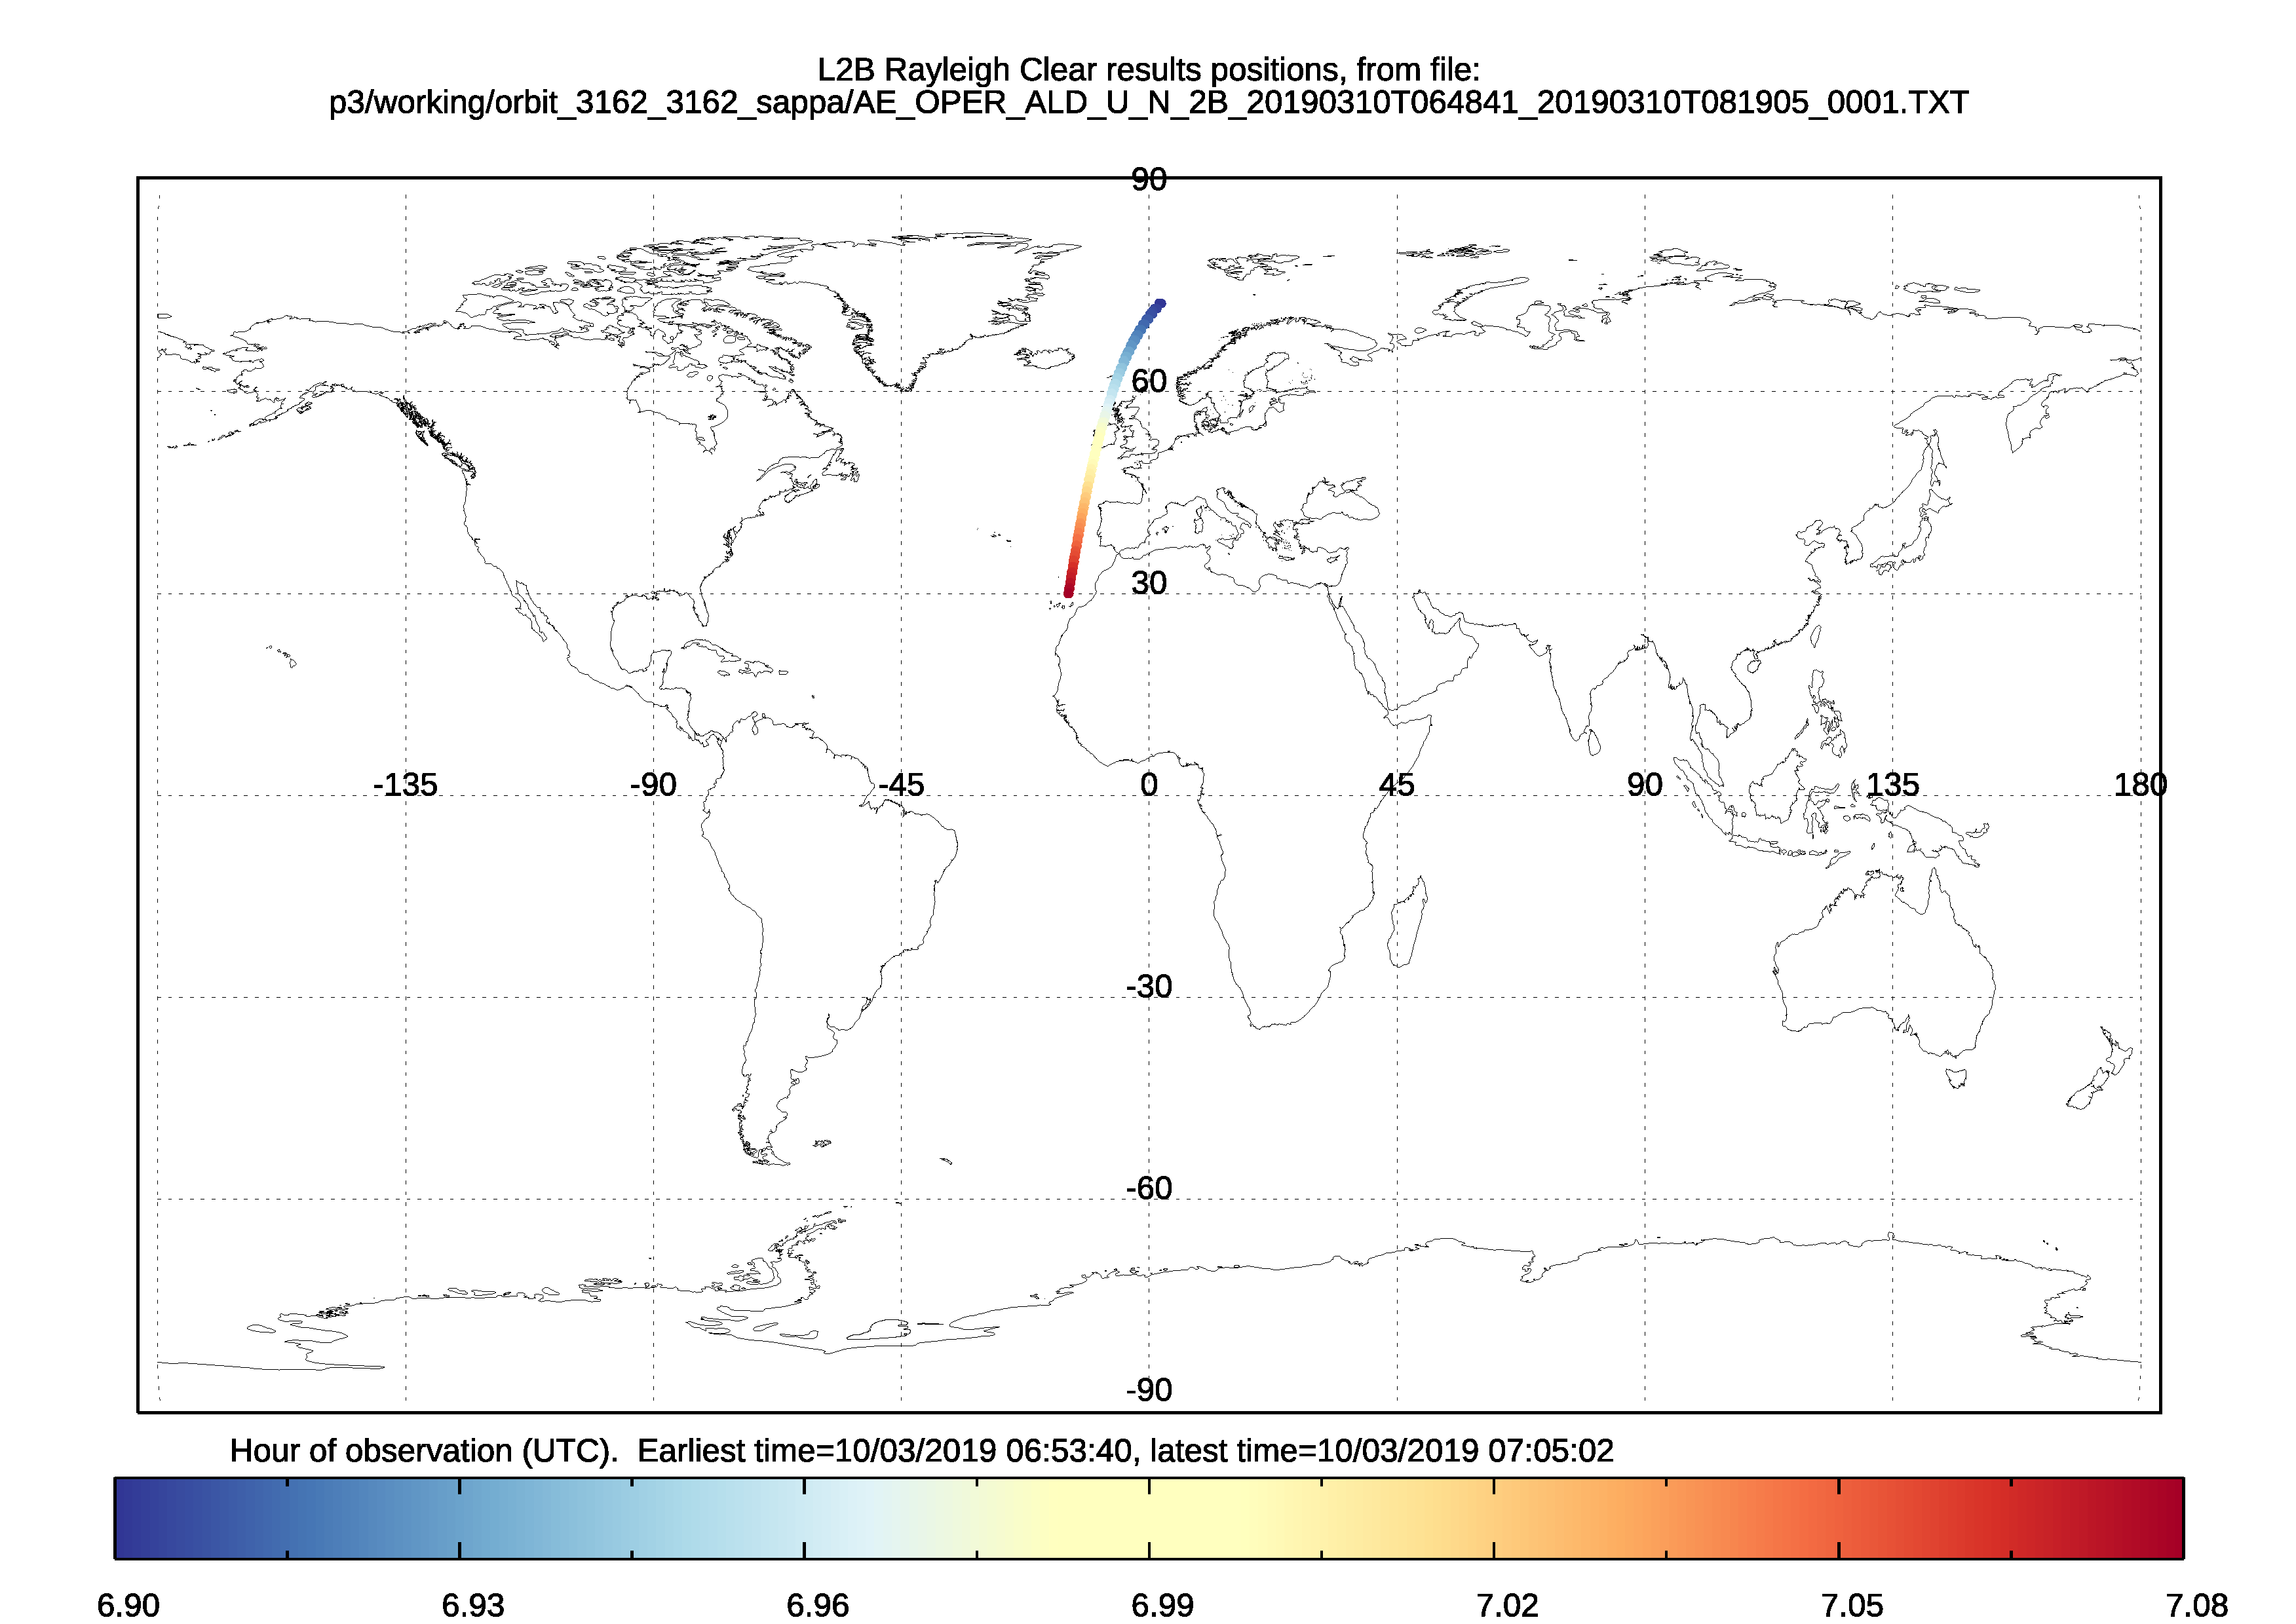 L2B Rayleigh Clear results positions, from file:
p3/working/orbit_3162_3162_sappa/AE_OPER_ALD_U_N_2B_20190310T064841_20190310T081905_0001.TXT
90
60
30
-135 -90 -45 0 45 90 135 180
-30
-60
-90
Hour of observation (UTC).  Earliest time=10/03/2019 06:53:40, latest time=10/03/2019 07:05:02
6.90 6.93 6.96 6.99 7.02 7.05 7.08